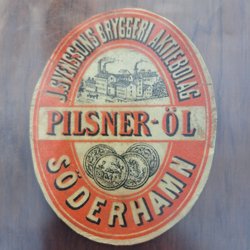 J. SVENSSONS BRYGGERI AKTIEBOLAG
PILSNER-ÖL
SÖDERHAMN